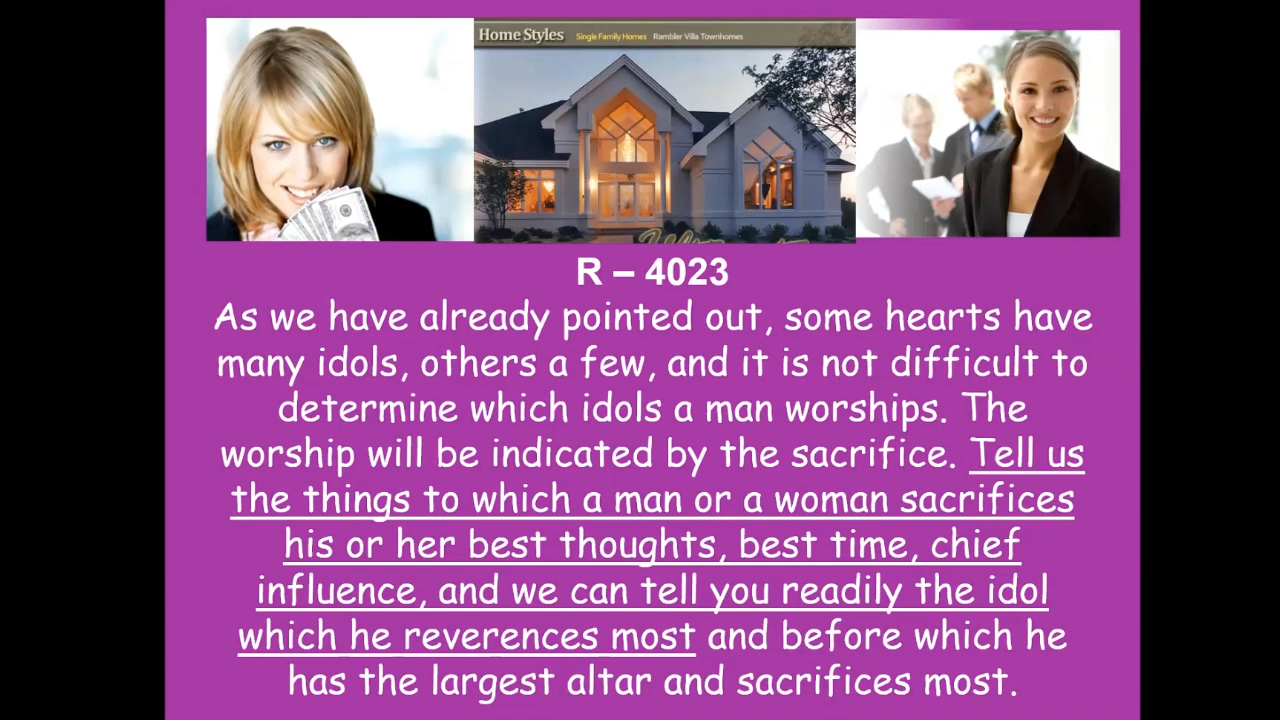 Home Styles Single Family Homes Rambler Villa Townhomes
R – 4023
As we have already pointed out, some hearts have
many idols, others a few, and it is not difficult to
determine which idols a man worships. The
worship will be indicated by the sacrifice. Tell us
the things to which a man or a woman sacrifices
his or her best thoughts, best time, chief
influence, and we can tell you readily the idol
which he reverences most and before which he
has the largest altar and sacrifices most.